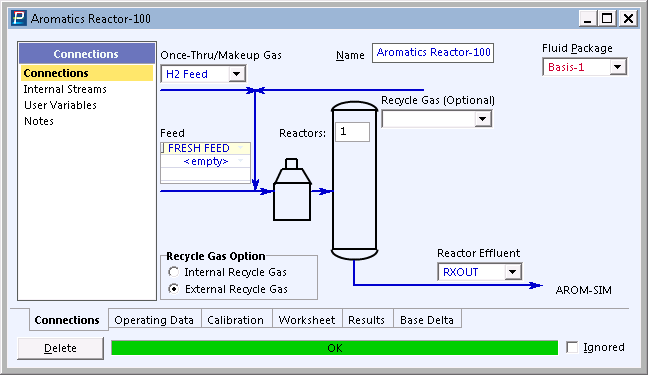 Aromatics Reactor-100
Connections
Connections
Internal Streams
User Variables
Notes
Once-Thru/Makeup Gas
H2 Feed
Name
Aromatics Reactor-100
Fluid Package
Basis-1
Recycle Gas (Optional)
Feed
FRESH FEED
<empty>
Reactors:
1
Recycle Gas Option
Internal Recycle Gas
External Recycle Gas
Reactor Effluent
RXOUT
AROM-SIM
Connections
Operating Data
Calibration
Worksheet
Results
Base Delta
Delete
OK
Ignored